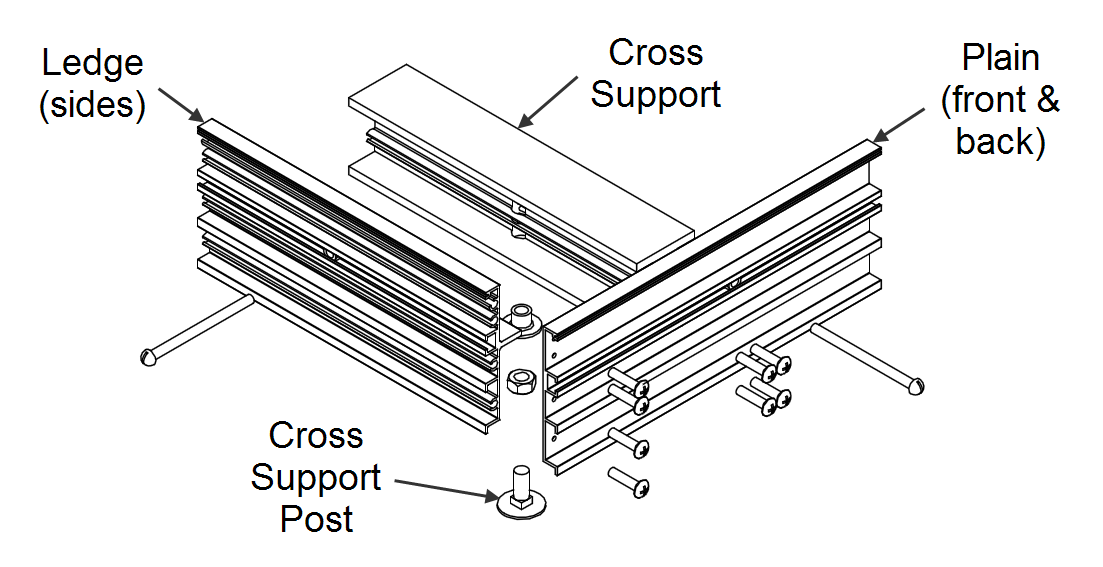 Ledge
(sides)
Cross
Support
Plain
(front &
back)
Cross
Support
Post